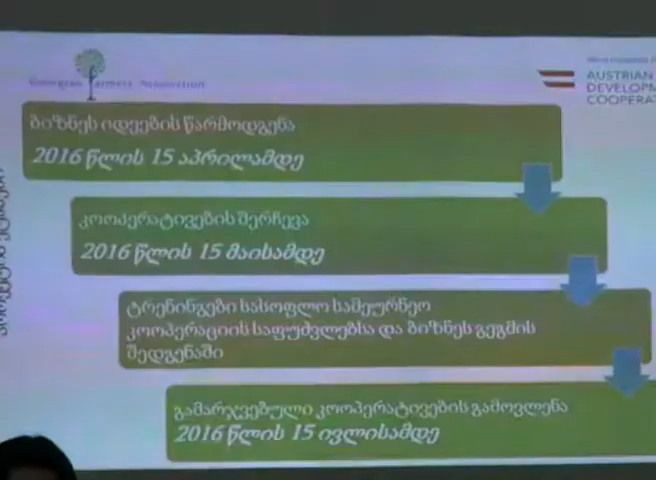 Georgian Farmers' Association
AUSTRIAN
DEVELOPM
COOPERAT
ბიზნეს იდეების წარმოდგენა
2016 წლის 15 აპრილამდე
კოოპერატივების შერჩევა
2016 წლის 15 მაისამდე
ტრენინგები სასოფლო სამეურნეო
კოოპერაციის საფუძვლებსა და ბიზნეს გეგმის
შედგენაში
გამარჯვებული კოოპერატივების გამოვლენა
2016 წლის 15 ივლისამდე